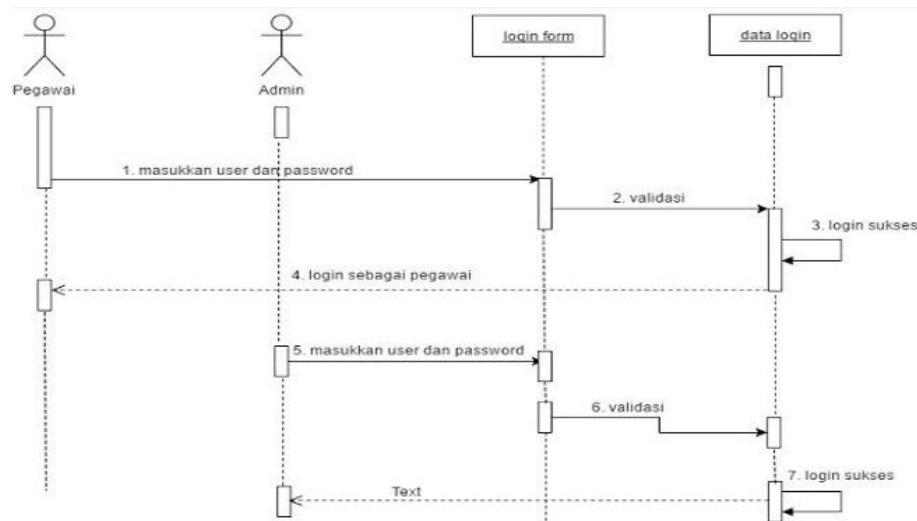 login form
data login
Pegawai
Admin
1. masukkan user dan password
2. validasi
3. login sukses
4. login sebagai pegawai
5. masukkan user dan password
6. validasi
7. login sukses
Text